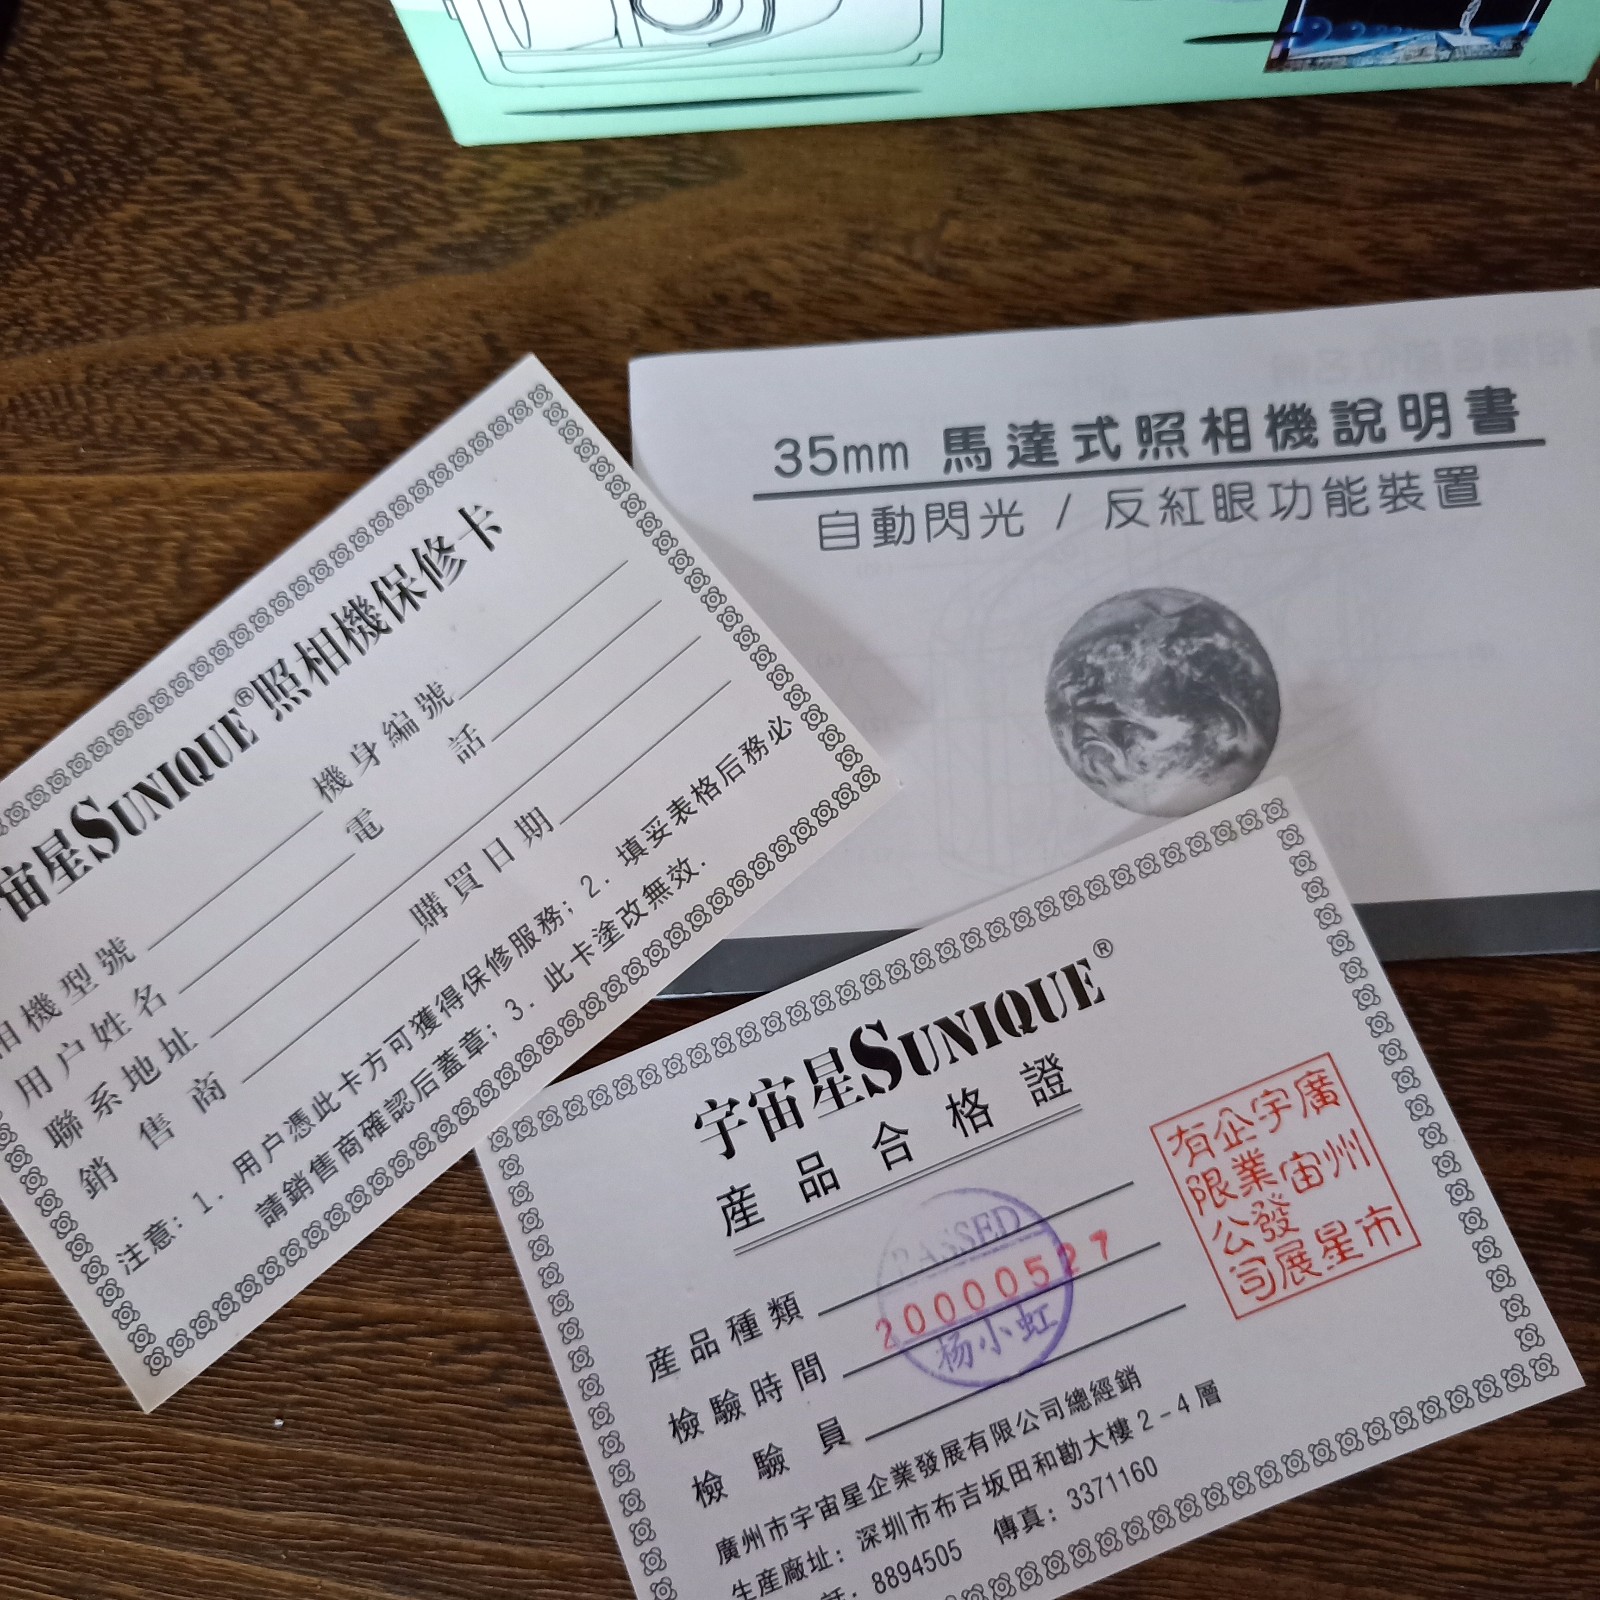 35mm 馬達式照相機說明書
自動閃光 / 反紅眼功能裝置
宙星SUNIQUE®照相機保修卡
相機型號 機身編號
用户姓名 電話
聯系地址
銷售商 購買日期
注意: 1. 用户憑此卡方可獲得保修服務; 2. 填妥表格后務必
請銷售商確認后蓋章; 3. 此卡塗改無效.
宇宙星SUNIQUE®
産品合格證
産品種類
檢驗時間
檢驗員
PASSED
20000527
杨小虹
廣州市
宇宙星
企業發展
有限公司
廣州市宇宙星企業發展有限公司總經銷
生産廠址: 深圳市布吉坂田和勘大樓2-4層
話: 8894505 傳真: 3371160